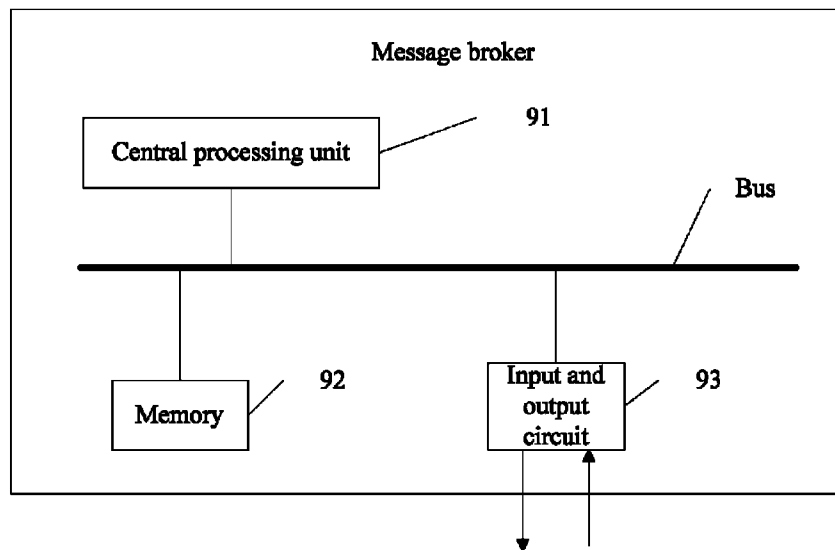 Message broker
91
Central processing unit
Bus
92
Memory
Input and
output
circuit
93